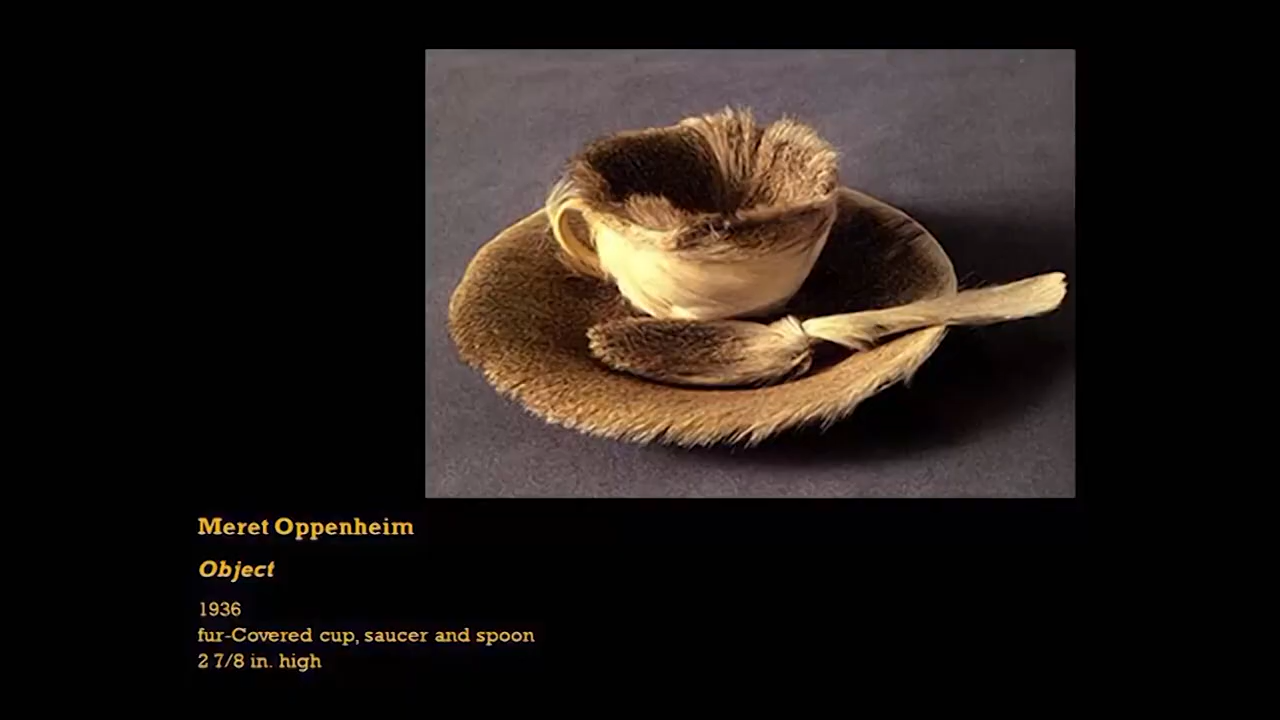 Meret Oppenheim
Object
1936
fur-Covered cup, saucer and spoon
2 7/8 in. high